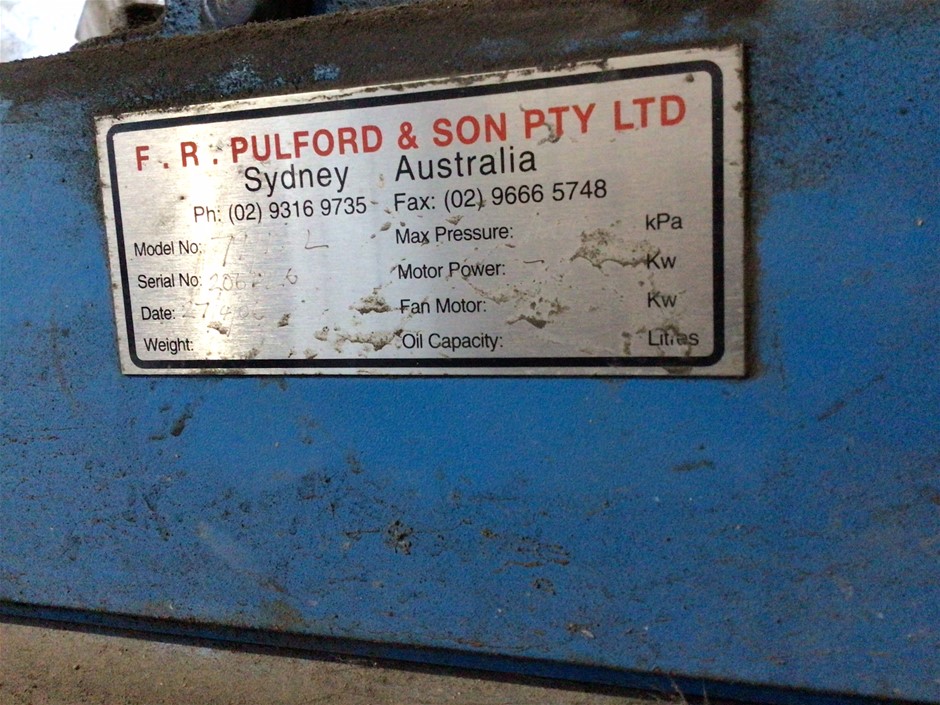 F . R . PULFORD & SON PTY LTD
Sydney Australia
Ph: (02) 9316 9735 Fax: (02) 9666 5748
Model No:
Serial No:
Date:
Weight:
Max Pressure: kPa
Motor Power: Kw
Fan Motor: Kw
Oil Capacity: Litres